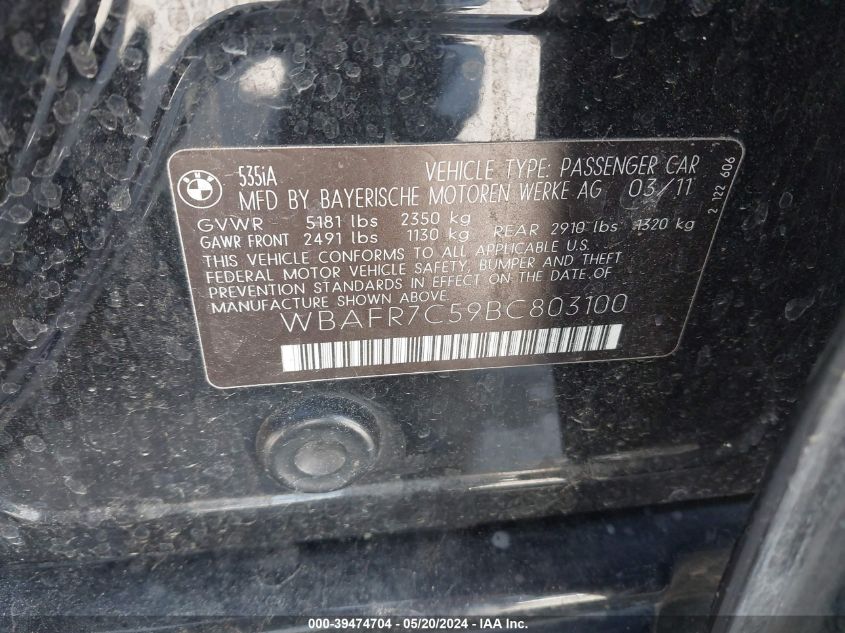 BMW
535iA VEHICLE TYPE: PASSENGER CAR
MFD BY BAYERISCHE MOTOREN WERKE AG 03/11
GVWR 5181 lbs 2350 kg
GAWR FRONT 2491 lbs 1130 kg REAR 2910 lbs 1320 kg
THIS VEHICLE CONFORMS TO ALL APPLICABLE U.S.
FEDERAL MOTOR VEHICLE SAFETY, BUMPER AND THEFT
PREVENTION STANDARDS IN EFFECT ON THE DATE OF
MANUFACTURE SHOWN ABOVE.
WBAFR7C59BC803100
2 122 606
000-39474704 / 05/20/2024 - IAA Inc.